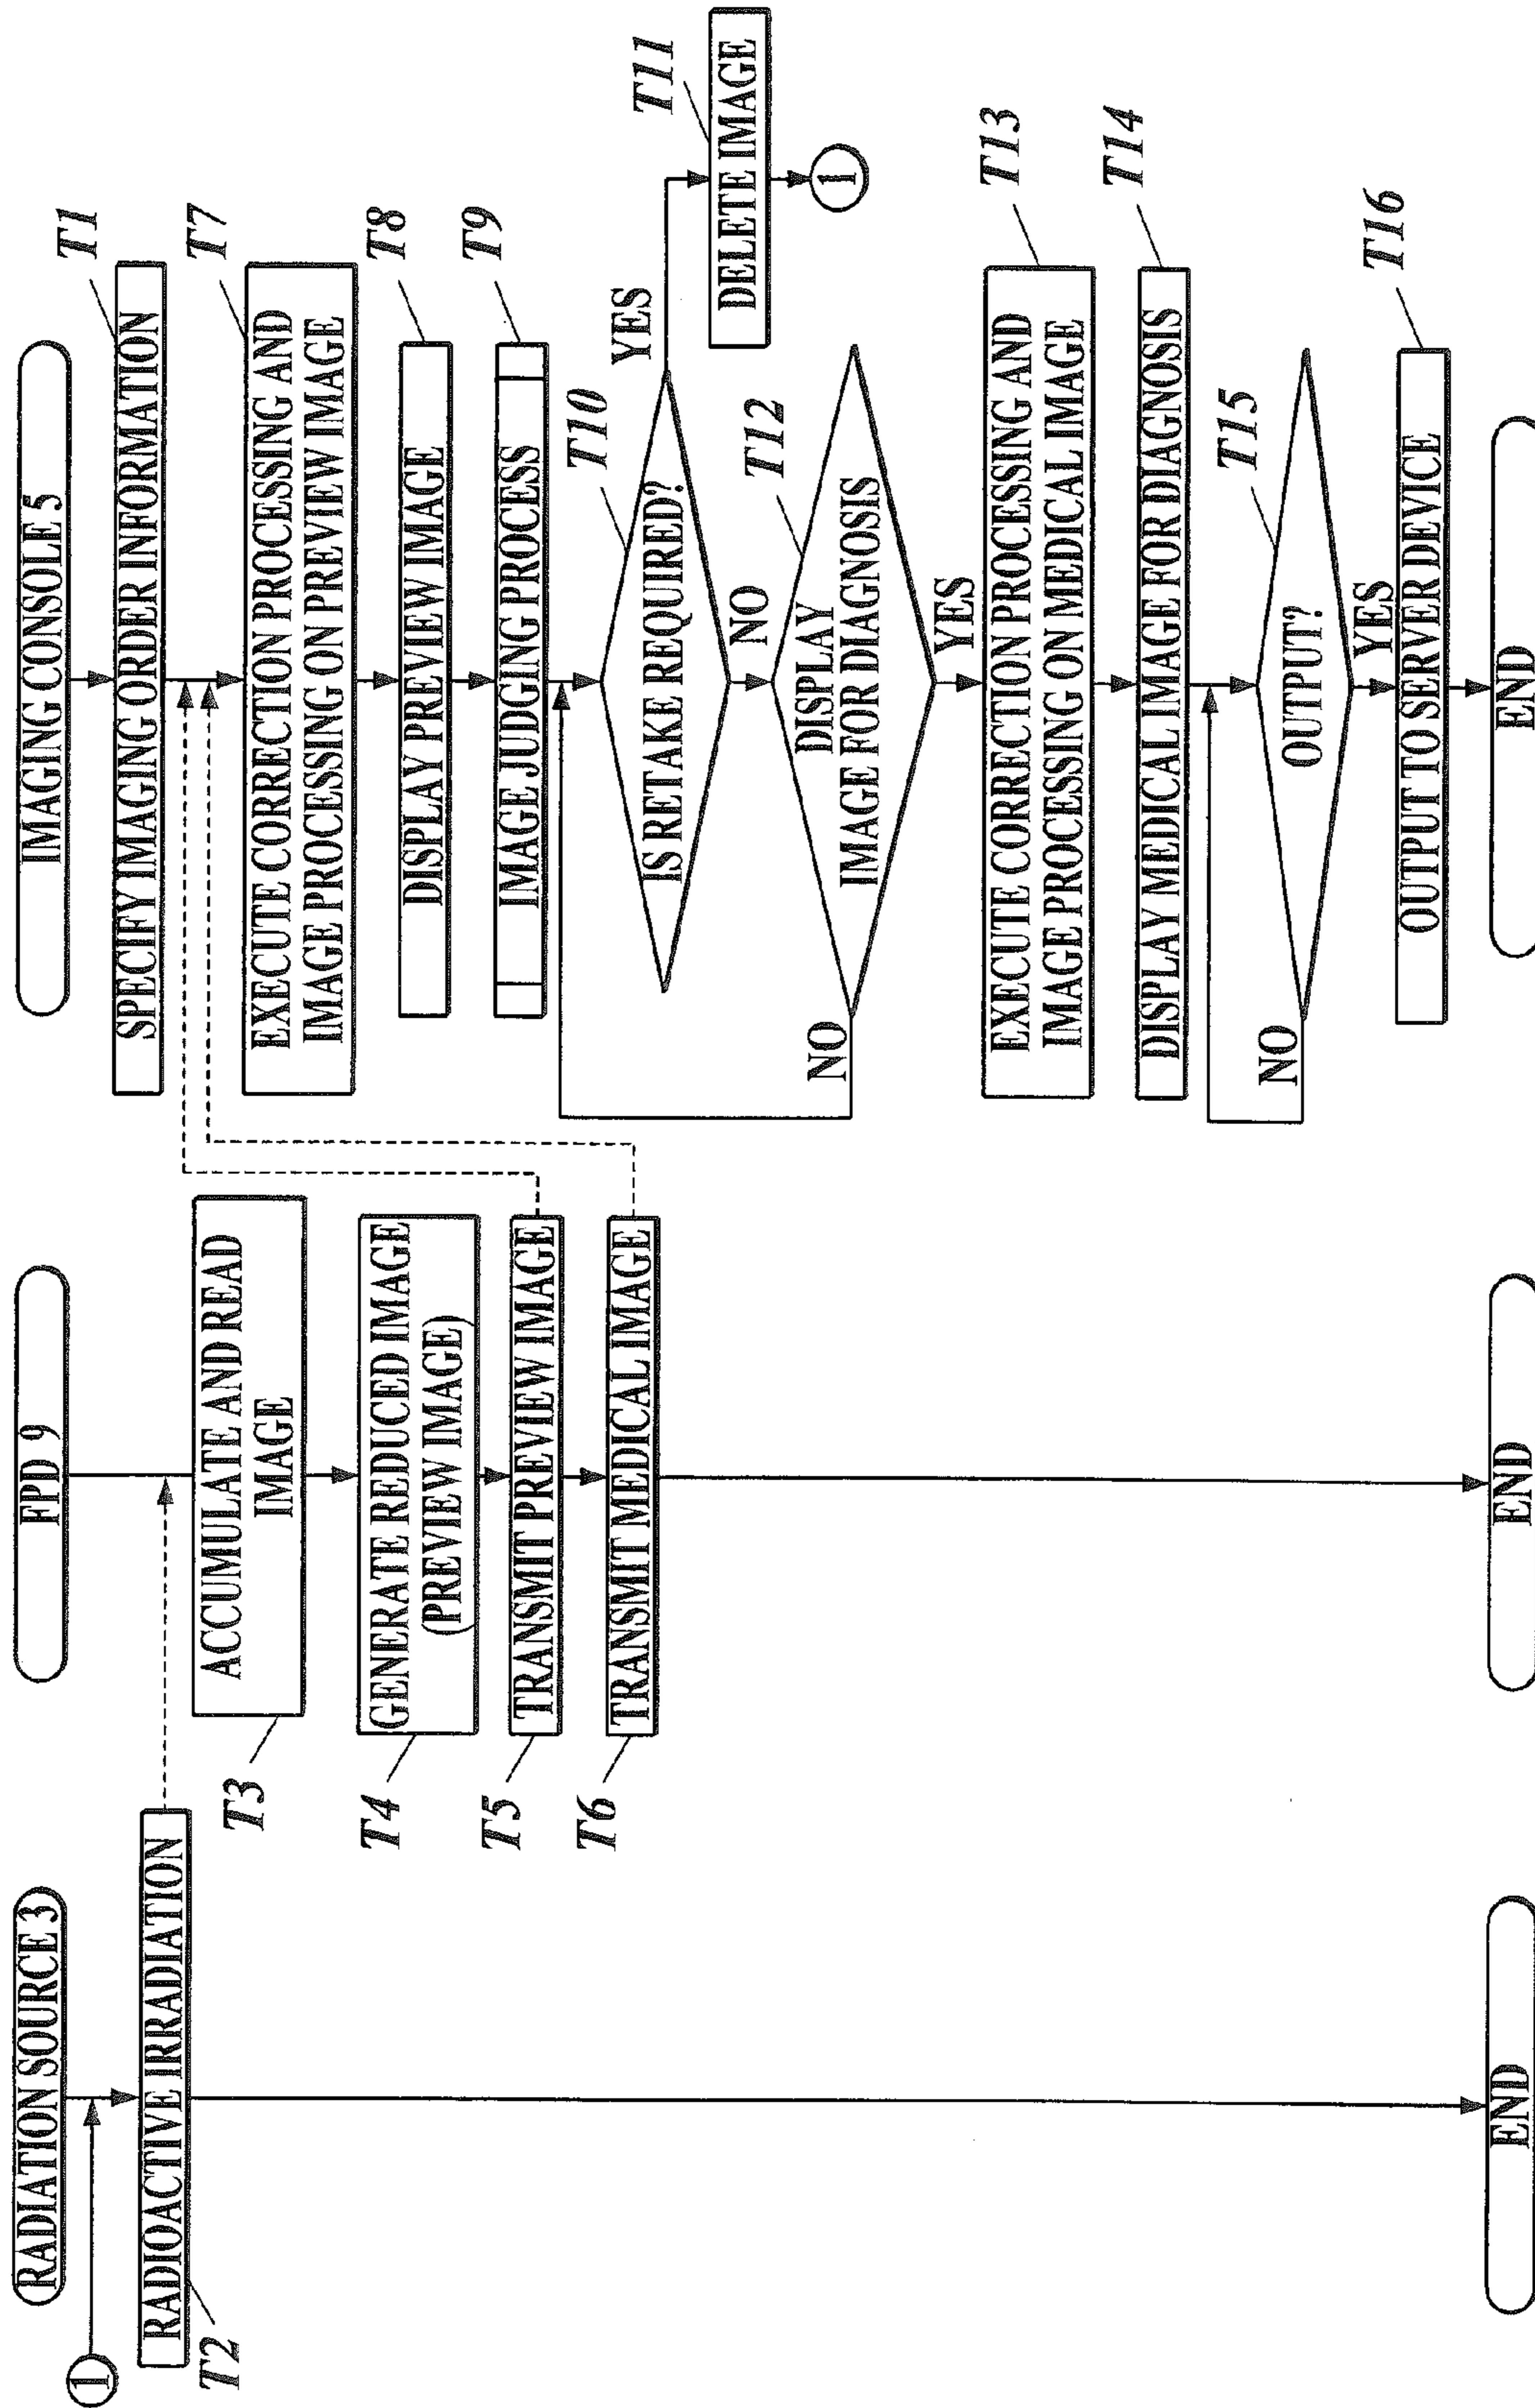 RADIATION SOURCE 3
1
RADIOACTIVE IRRADIATION
T2
END
FPD 9
ACCUMULATE AND READ
IMAGE
T3
GENERATE REDUCED IMAGE
(PREVIEW IMAGE)
T4
TRANSMIT PREVIEW IMAGE
T5
TRANSMIT MEDICAL IMAGE
T6
END
IMAGING CONSOLE 5
SPECIFY IMAGING ORDER INFORMATION
T1
EXECUTE CORRECTION PROCESSING AND
IMAGE PROCESSING ON PREVIEW IMAGE
T7
DISPLAY PREVIEW IMAGE
T8
IMAGE JUDGING PROCESS
T9
IS RETAKE REQUIRED?
T10
YES
DELETE IMAGE
T11
1
NO
DISPLAY
IMAGE FOR DIAGNOSIS
T12
NO
YES
EXECUTE CORRECTION PROCESSING AND
IMAGE PROCESSING ON MEDICAL IMAGE
T13
DISPLAY MEDICAL IMAGE FOR DIAGNOSIS
T14
OUTPUT?
T15
NO
YES
OUTPUT TO SERVER DEVICE
T16
END